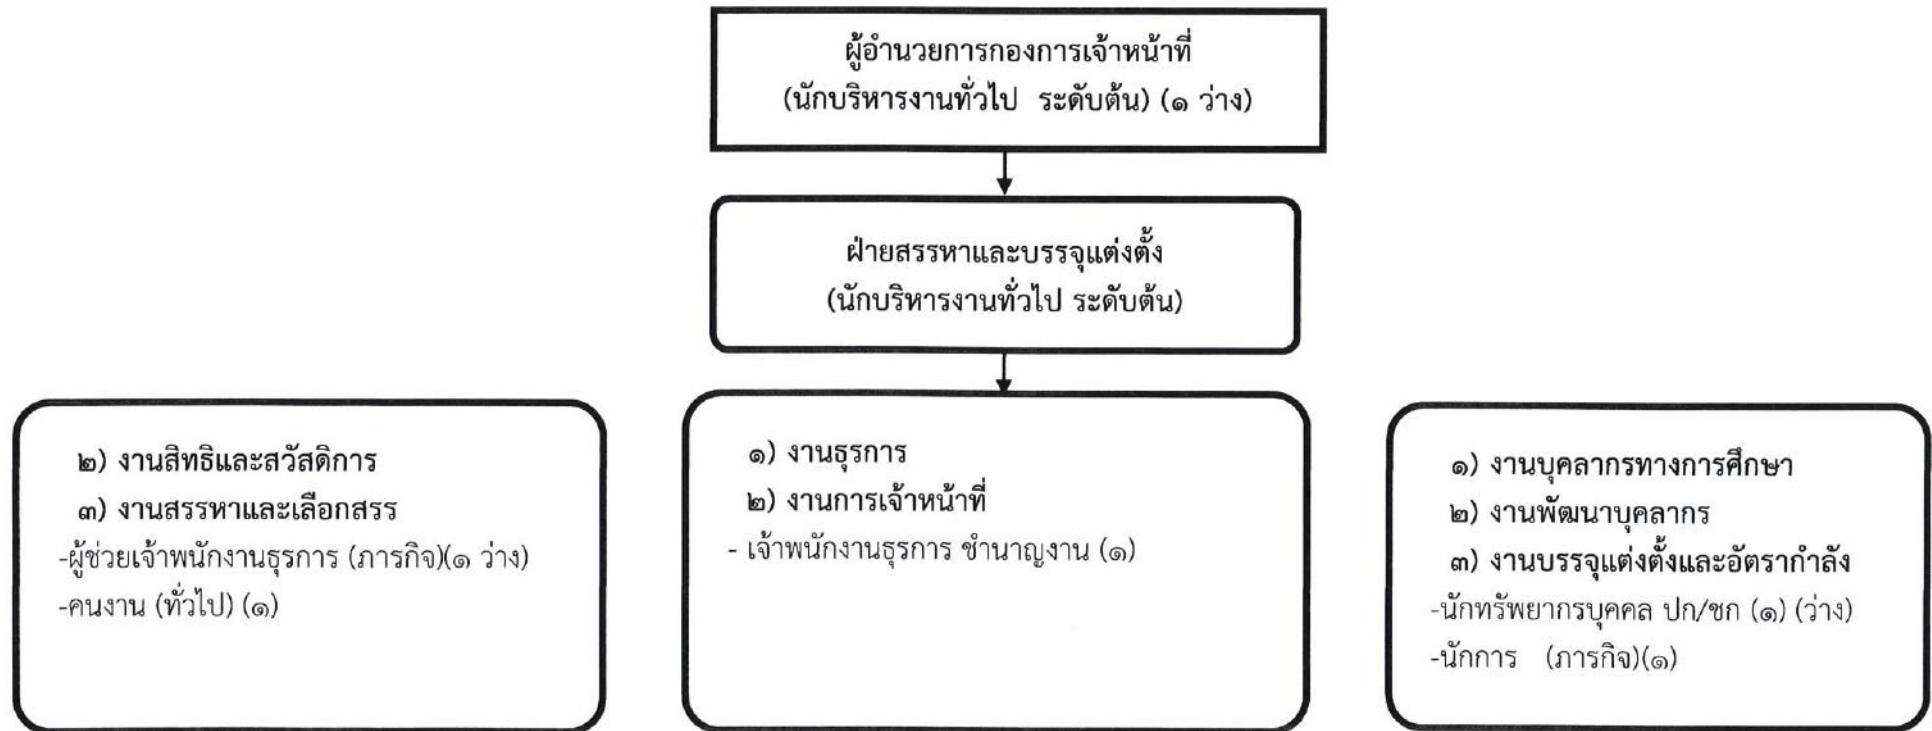 ผู้อำนวยการกองการเจ้าหน้าที่
(นักบริหารงานทั่วไป ระดับต้น) (๑ ว่าง)
ฝ่ายสรรหาและบรรจุแต่งตั้ง
(นักบริหารงานทั่วไป ระดับต้น)
๒) งานสิทธิและสวัสดิการ
๓) งานสรรหาและเลือกสรร
-ผู้ช่วยเจ้าพนักงานธุรการ (ภารกิจ)(๑ ว่าง)
-คนงาน (ทั่วไป) (๑)
๑) งานธุรการ
๒) งานการเจ้าหน้าที่
- เจ้าพนักงานธุรการ ชำนาญงาน (๑)
๑) งานบุคลากรทางการศึกษา
๒) งานพัฒนาบุคลากร
๓) งานบรรจุแต่งตั้งและอัตรากำลัง
-นักทรัพยากรบุคคล ปก/ชก (๑) (ว่าง)
-นักการ (ภารกิจ)(๑)